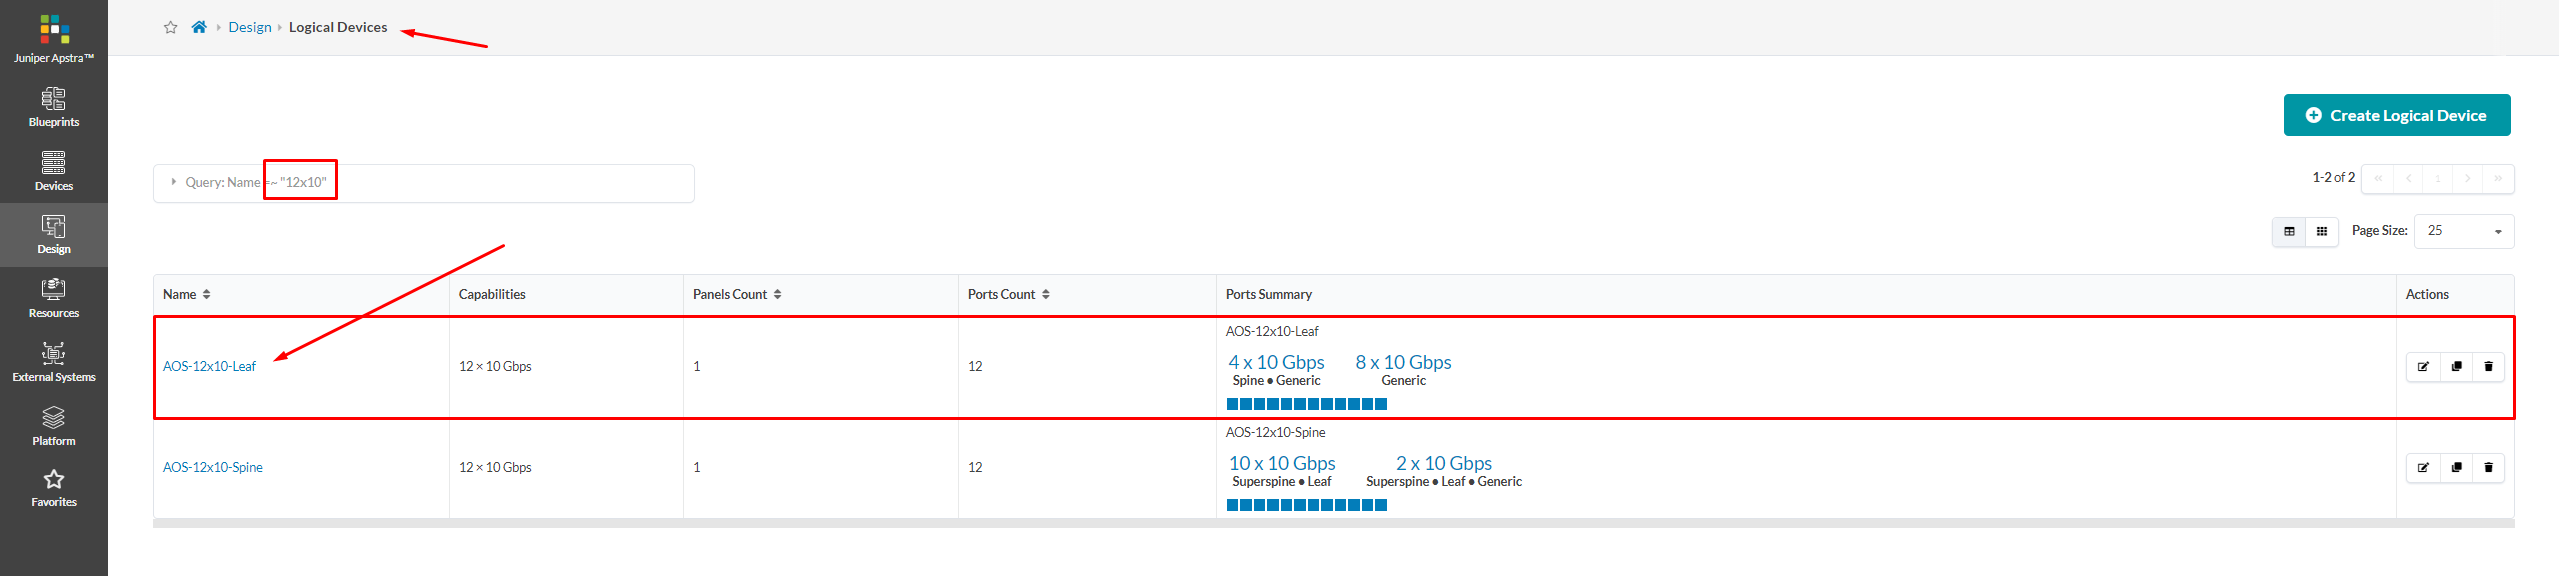 Juniper Apstra™
Blueprints
Devices
Design
Resources
External Systems
Platform
Favorites
Design
Logical Devices
Create Logical Device
Query: Name =~ "12x10"
1-2 of 2
1
Page Size: 25
Name Capabilities Panels Count Ports Count Ports Summary Actions
AOS-12x10-Leaf 12 × 10 Gbps 1 12
AOS-12x10-Leaf
4 x 10 Gbps 8 x 10 Gbps
Spine • Generic Generic
AOS-12x10-Spine 12 × 10 Gbps 1 12
AOS-12x10-Spine
10 x 10 Gbps 2 x 10 Gbps
Superspine • Leaf Superspine • Leaf • Generic